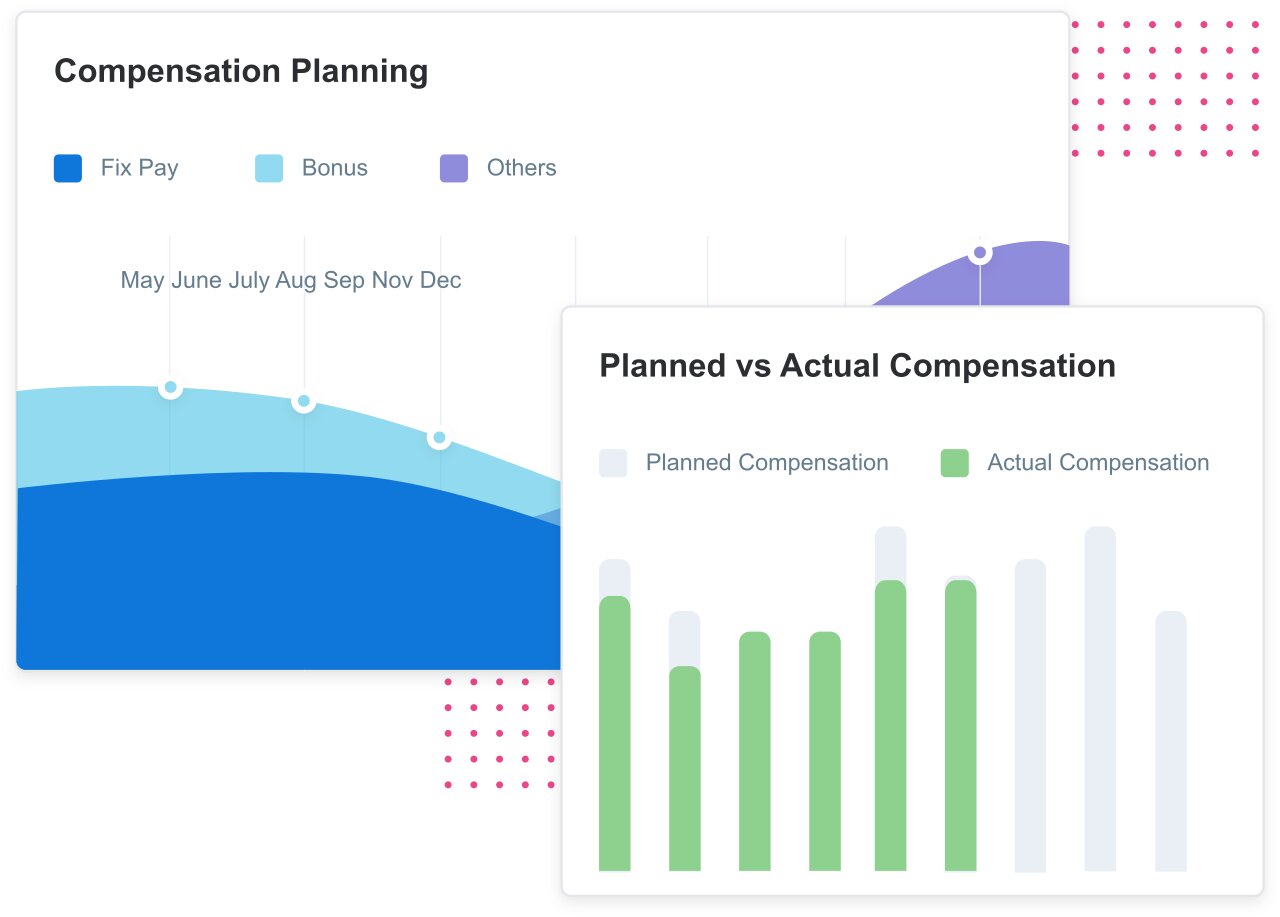 Compensation Planning
Fix Pay Bonus Others
May June July Aug Sep Nov Dec
Planned vs Actual Compensation
Planned Compensation Actual Compensation